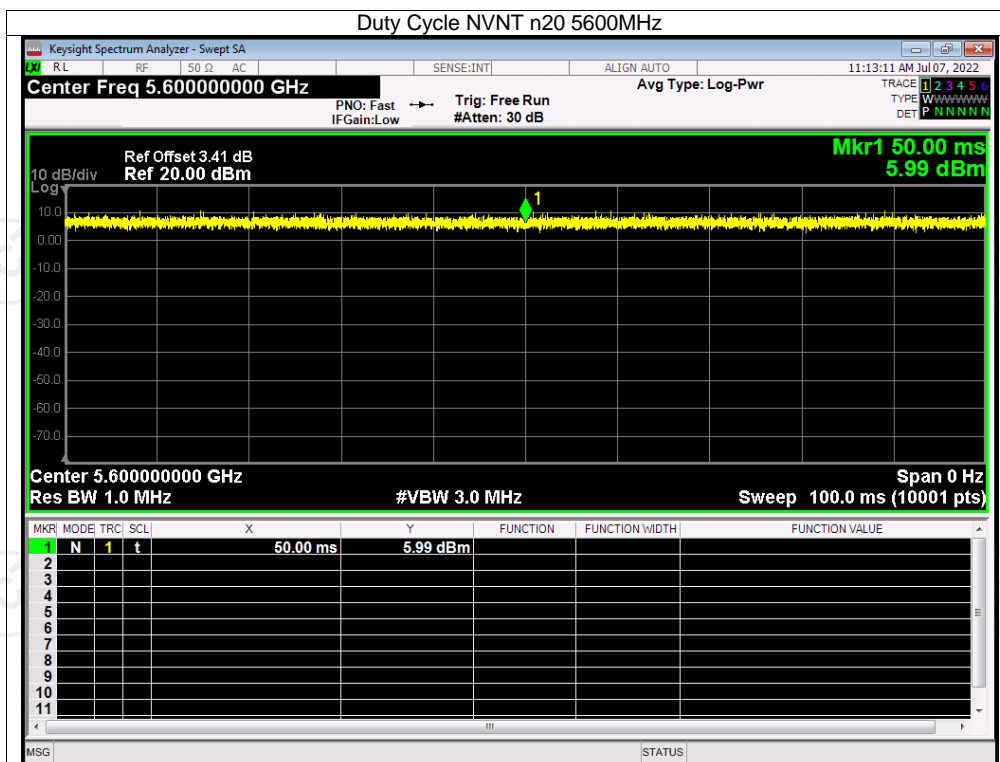 Duty Cycle NVNT n20 5600MHz
Keysight Spectrum Analyzer - Swept SA
LXI RL RF 50 Ω AC SENSE:INT ALIGN AUTO 11:13:11 AM Jul 07, 2022
Center Freq 5.600000000 GHz
PNO: Fast
IFGain:Low
Trig: Free Run
#Atten: 30 dB
Avg Type: Log-Pwr
TRACE 1 2 3 4 5 6
TYPE WWWWWW
DET P N N N N N
Ref Offset 3.41 dB
10 dB/div Ref 20.00 dBm
Log
Mkr1 50.00 ms
5.99 dBm
1
10.0
0.00
-10.0
-20.0
-30.0
-40.0
-50.0
-60.0
-70.0
Center 5.600000000 GHz Span 0 Hz
Res BW 1.0 MHz #VBW 3.0 MHz Sweep 100.0 ms (10001 pts)
MKR MODE TRC SCL X Y FUNCTION FUNCTION WIDTH FUNCTION VALUE
1 N 1 t 50.00 ms 5.99 dBm
2
3
4
5
6
7
8
9
10
11
MSG STATUS